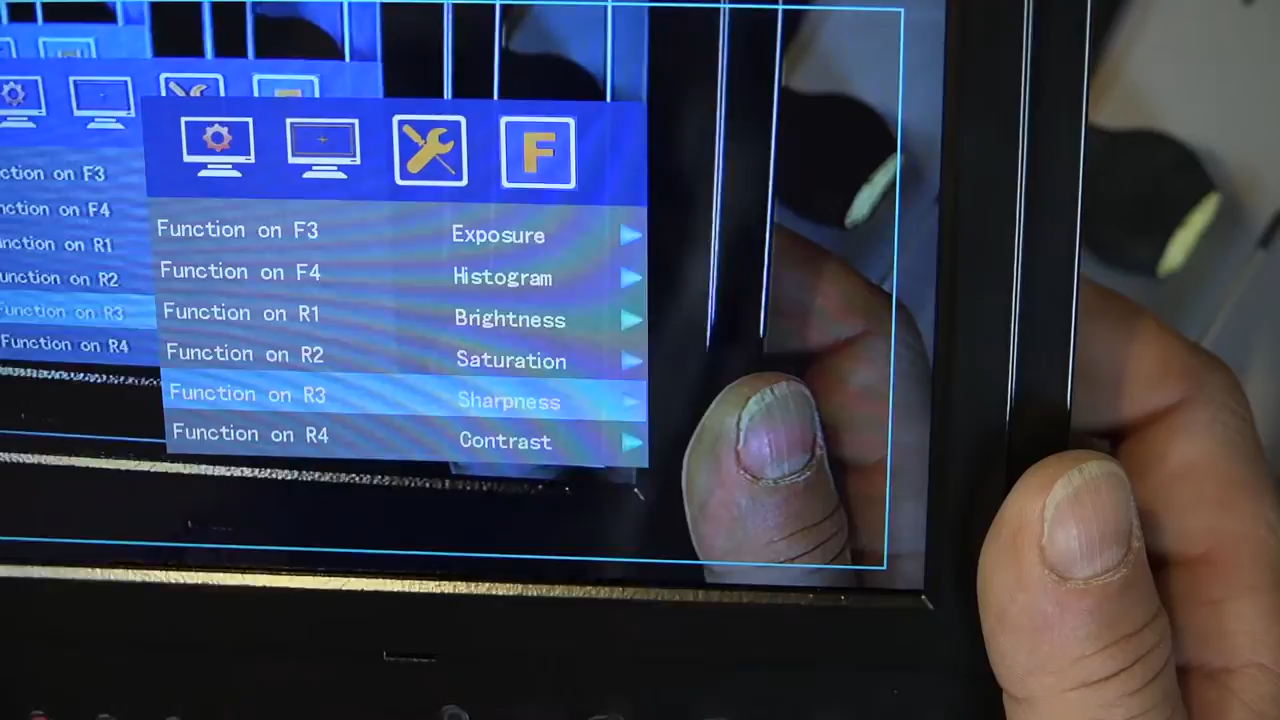 F
Function on F3 Exposure
Function on F4 Histogram
Function on R1 Brightness
Function on R2 Saturation
Function on R3 Sharpness
Function on R4 Contrast
ction on F3
nction on F4
unction on R1
unction on R2
Function on R3
Function on R4